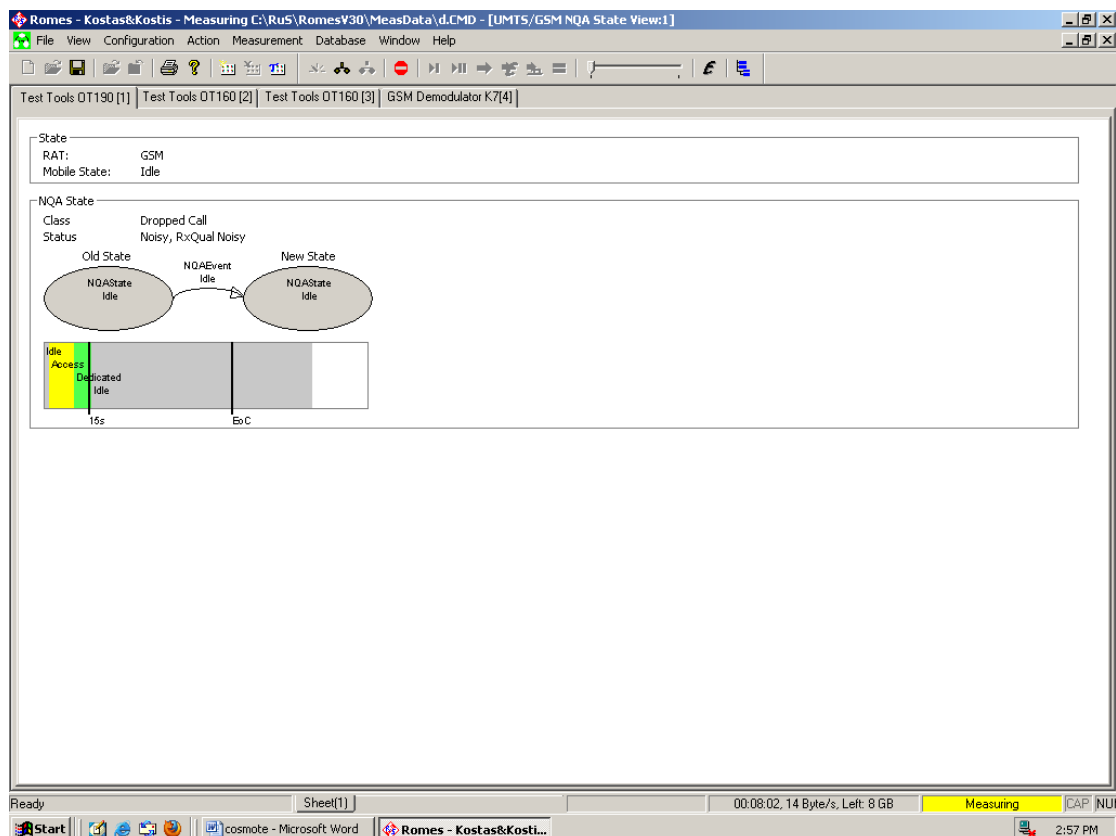 Romes - Kostas&Kostis - Measuring C:\RuS\RomesV30\MeasData\d.CMD - [UMTS/GSM NQA State View:1]
File View Configuration Action Measurement Database Window Help
Test Tools OT190 [1] Test Tools OT160 [2] Test Tools OT160 [3] GSM Demodulator K7[4]
State
RAT: GSM
Mobile State: Idle
NQA State
Class Dropped Call
Status Noisy, RxQual Noisy
Old State NQAEvent Idle New State
NQAState Idle
NQAState Idle
Idle
Access
Dedicated
Idle
15s EoC
Ready Sheet(1) 00:08:02, 14 Byte/s, Left: 8 GB Measuring CAP NU
Start cosmote - Microsoft Word Romes - Kostas&Kosti... 2:57 PM